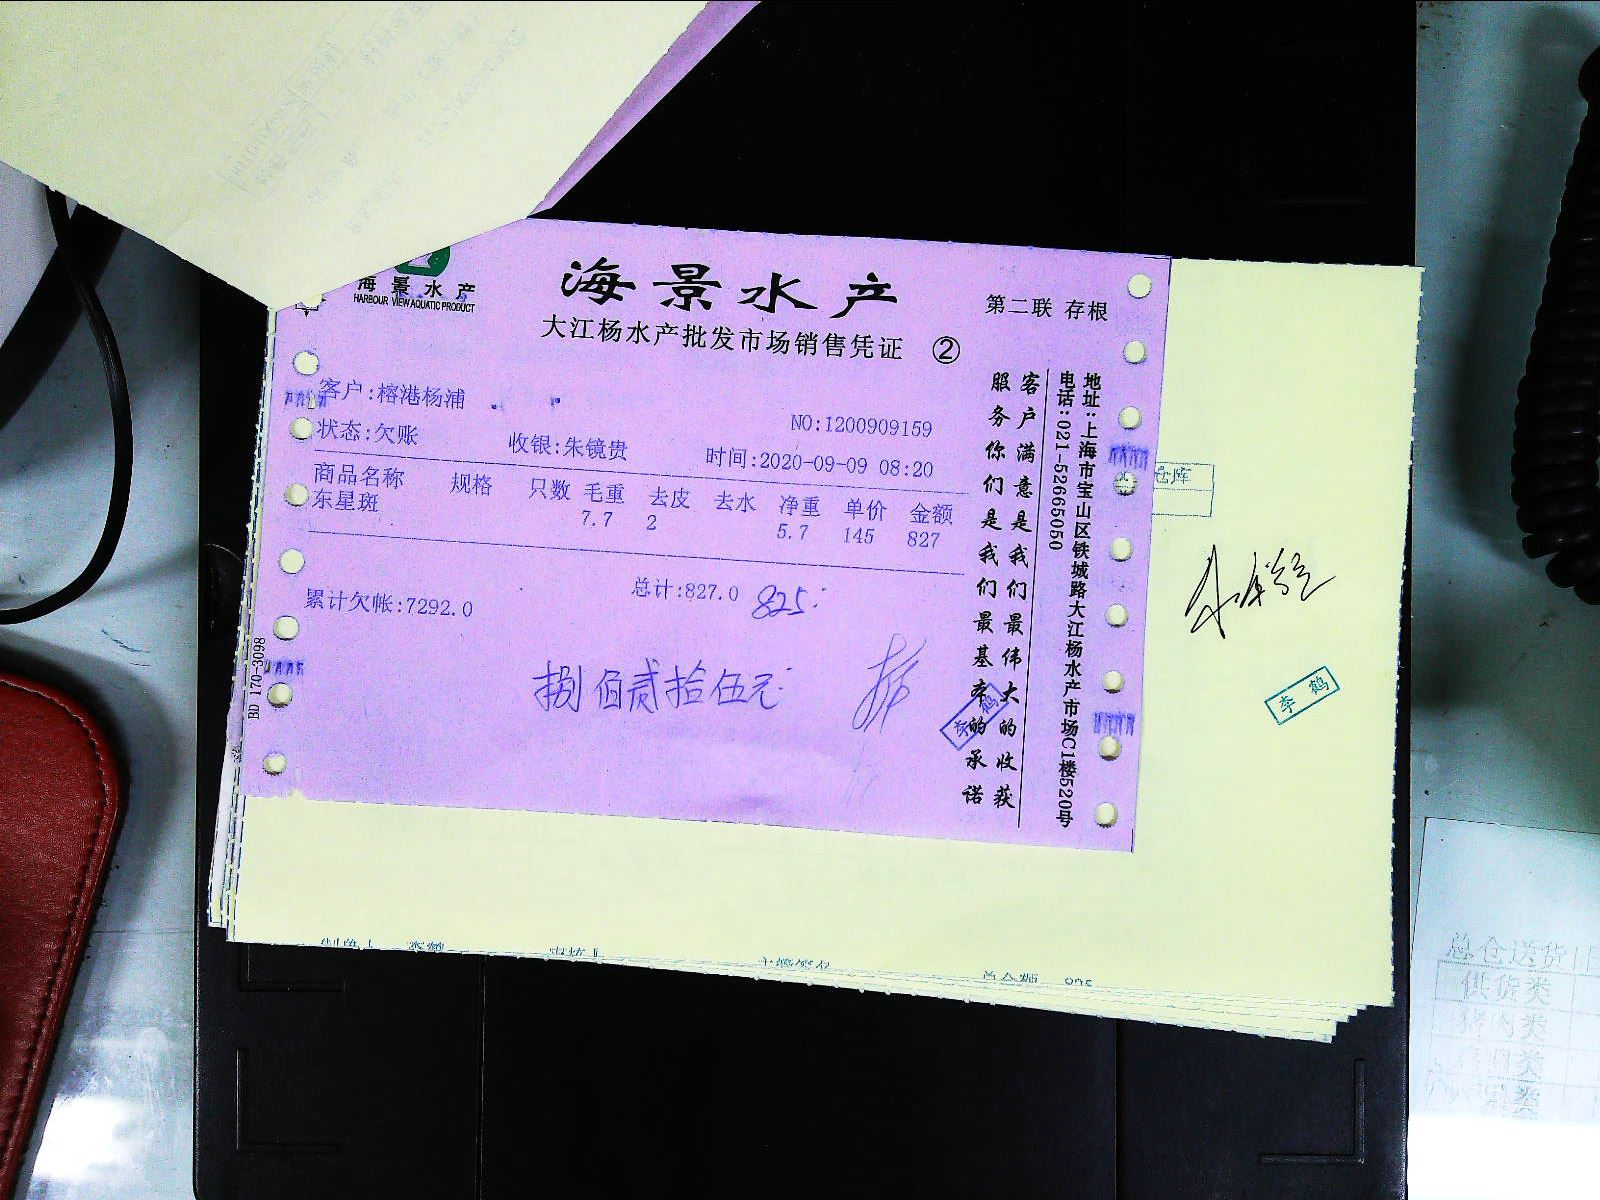 海景水产
HARBOUR VIEW AQUATIC PRODUCT
海景水产
第二联 存根
大江杨水产批发市场销售凭证 ②
客户:榕港杨浦
NO:1200909159
状态:欠账 收银:朱镜贵 时间:2020-09-09 08:20
商品名称 规格 只数 毛重 去皮 去水 净重 单价 金额
东星斑 7.7 2 5.7 145 827
总计:827.0 825
累计欠帐:7292.0
捌佰贰拾伍元
客户满意是我们最伟大的收获
服务你们是我们最基本的承诺
地址:上海市宝山区铁城路大江杨水产市场C1楼520号
电话:021-52665050
BD 170-3098
李鹤
仓库
李鹤
总仓送货
供货类
猪肉类